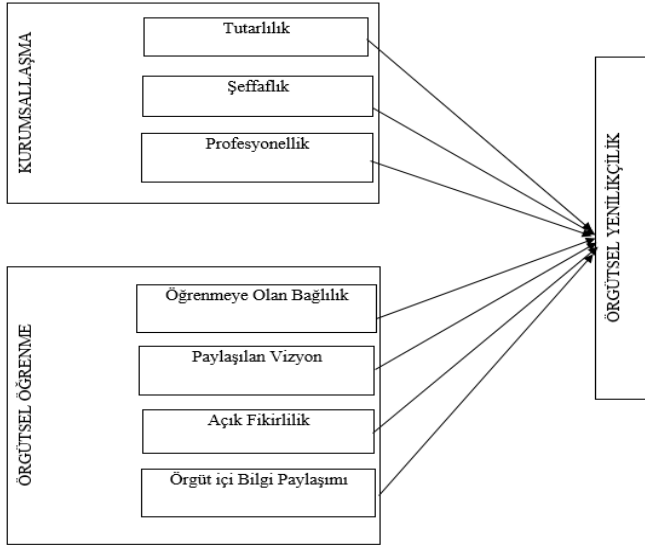 KURUMSALLAŞMA
Tutarlılık
Şeffaflık
Profesyonellik
ÖRGÜTSEL ÖĞRENME
Öğrenmeye Olan Bağlılık
Paylaşılan Vizyon
Açık Fikirlilik
Örgüt içi Bilgi Paylaşımı
ÖRGÜTSEL YENİLİKÇİLİK